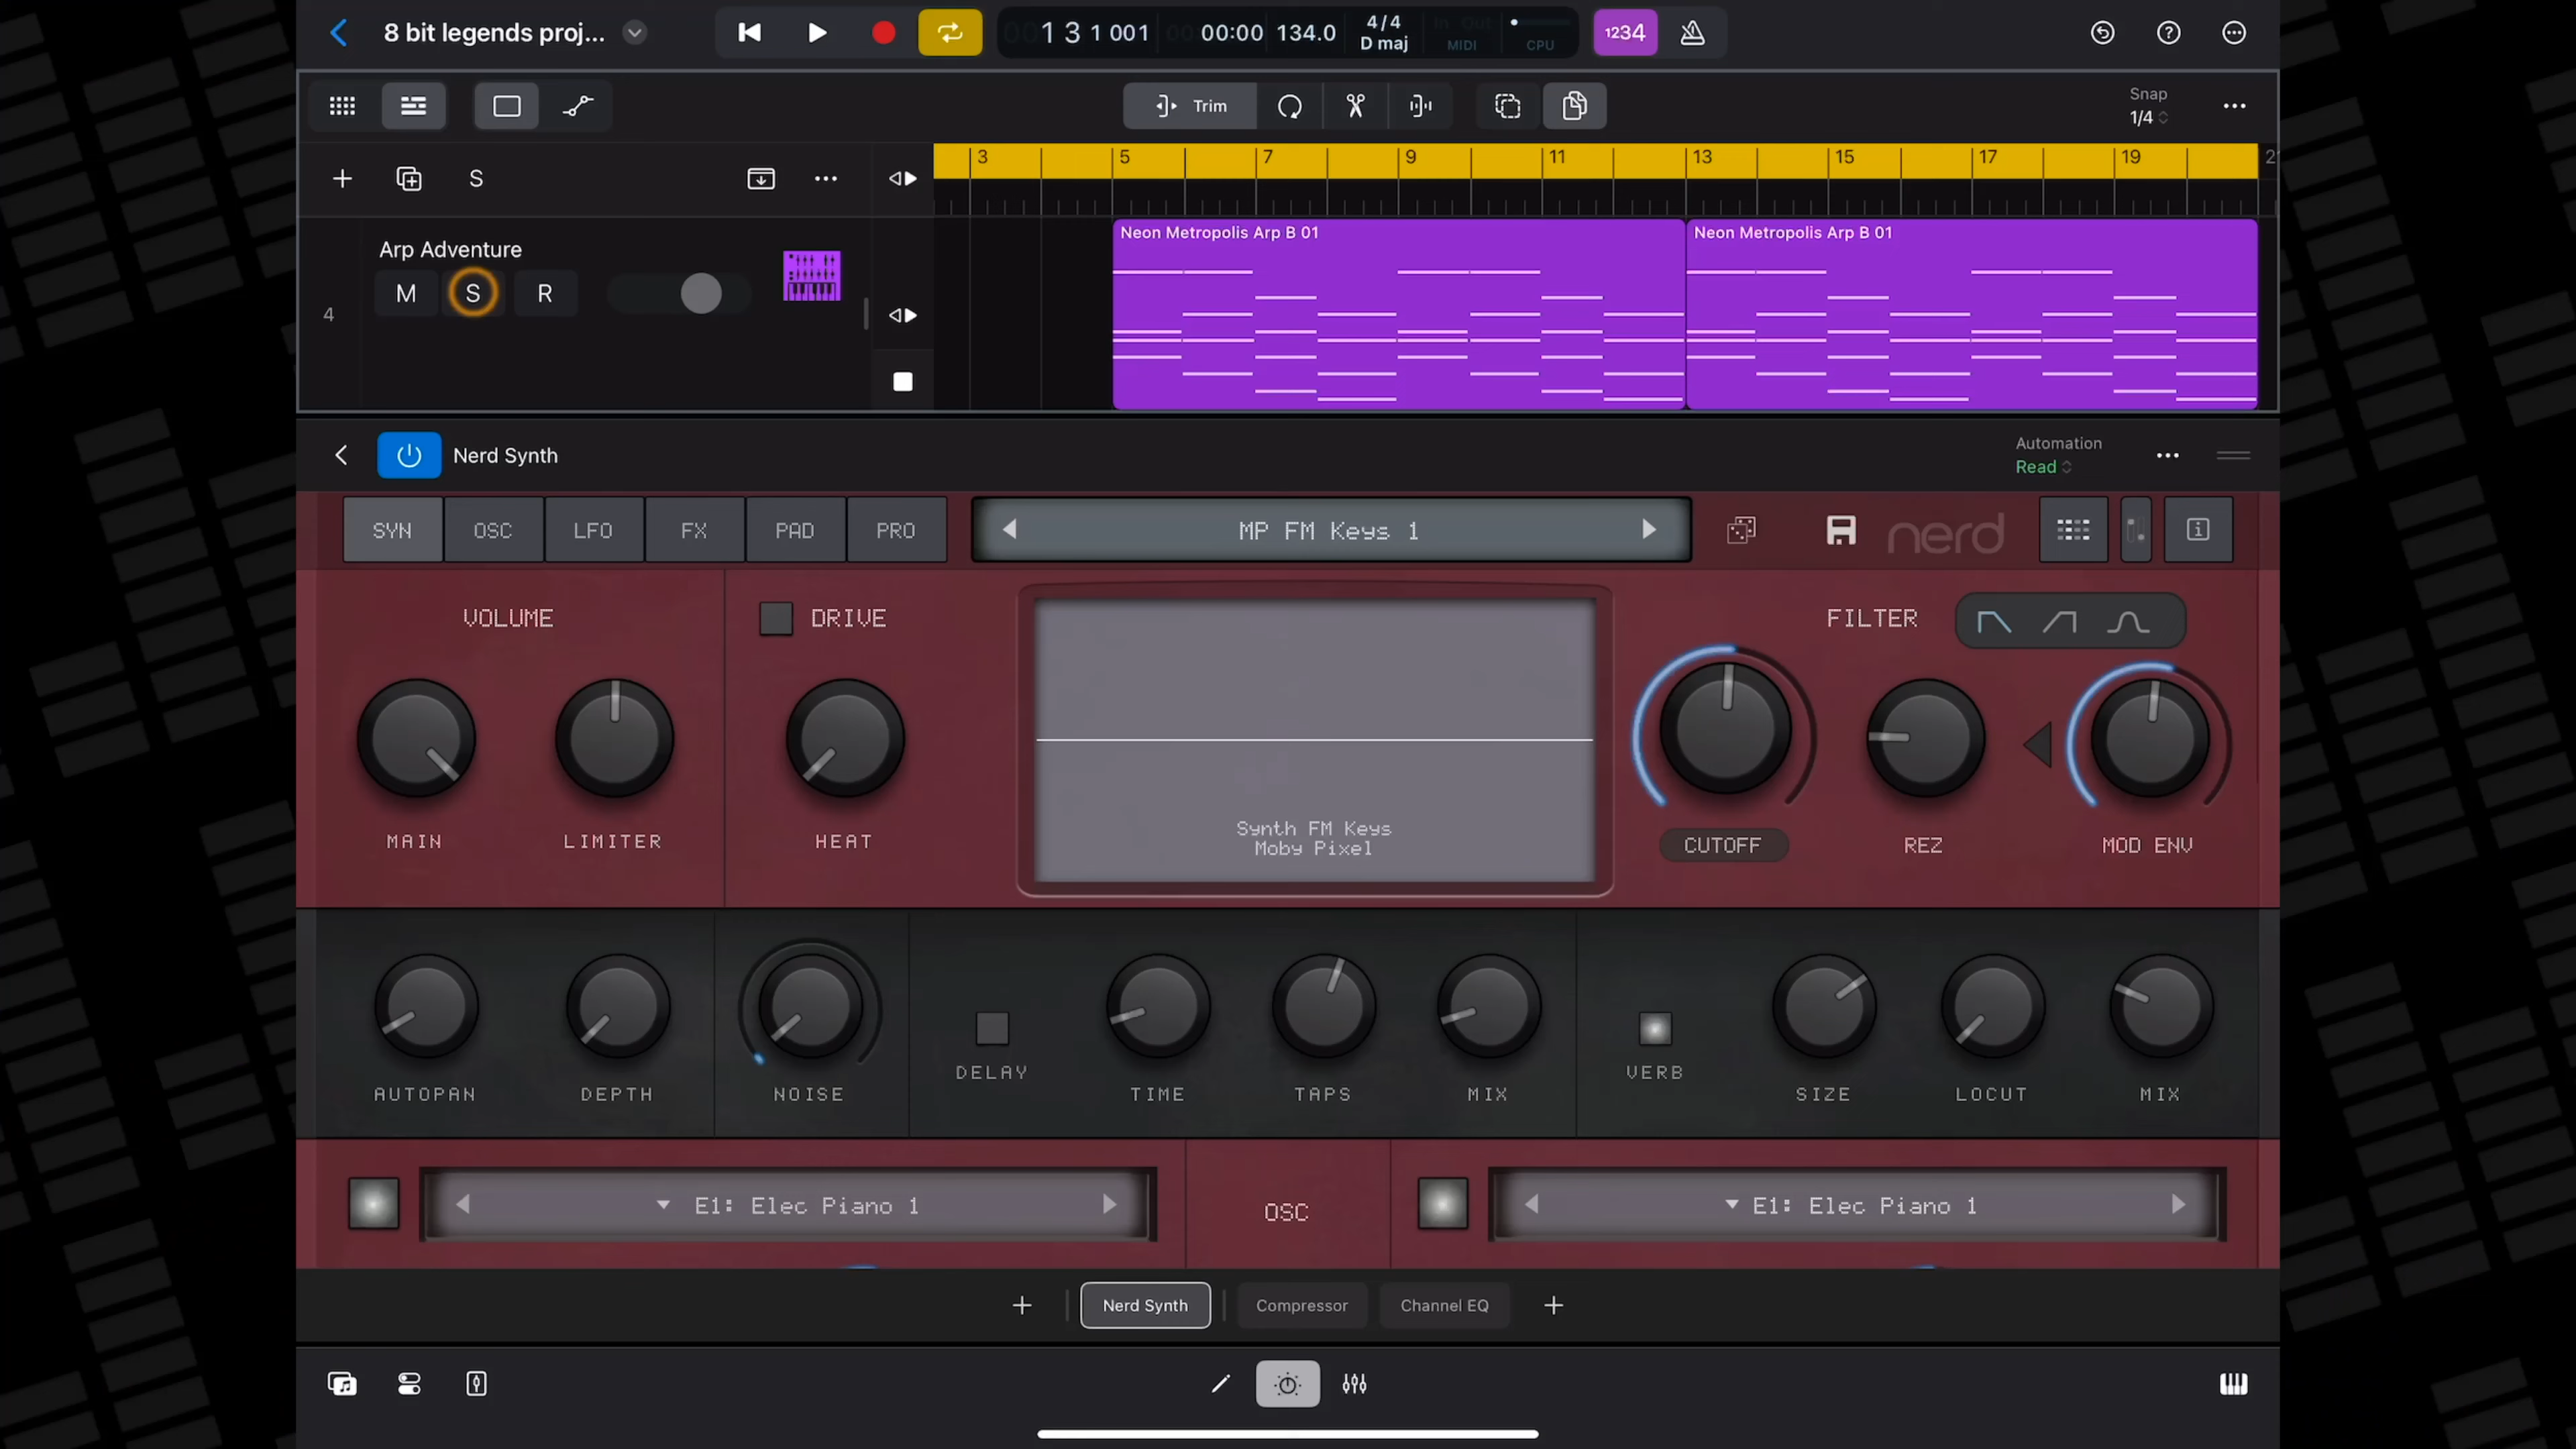 8 bit legends proj...
1 3 1 001
00:00
134.0
4/4
D maj
In Out
MIDI
CPU
1234
Trim
Snap
1/4
S
3 5 7 9 11 13 15 17 19
Arp Adventure
M S R
4
Neon Metropolis Arp B 01
Neon Metropolis Arp B 01
Nerd Synth
Automation
Read
SYN OSC LFO FX PAD PRO
MP FM Keys 1
nerd
VOLUME
DRIVE
FILTER
MAIN
LIMITER
HEAT
Synth FM Keys
Moby Pixel
CUTOFF
REZ
MOD ENV
AUTOPAN
DEPTH
NOISE
DELAY
TIME
TAPS
MIX
VERB
SIZE
LOCUT
MIX
E1: Elec Piano 1
OSC
E1: Elec Piano 1
Nerd Synth
Compressor
Channel EQ